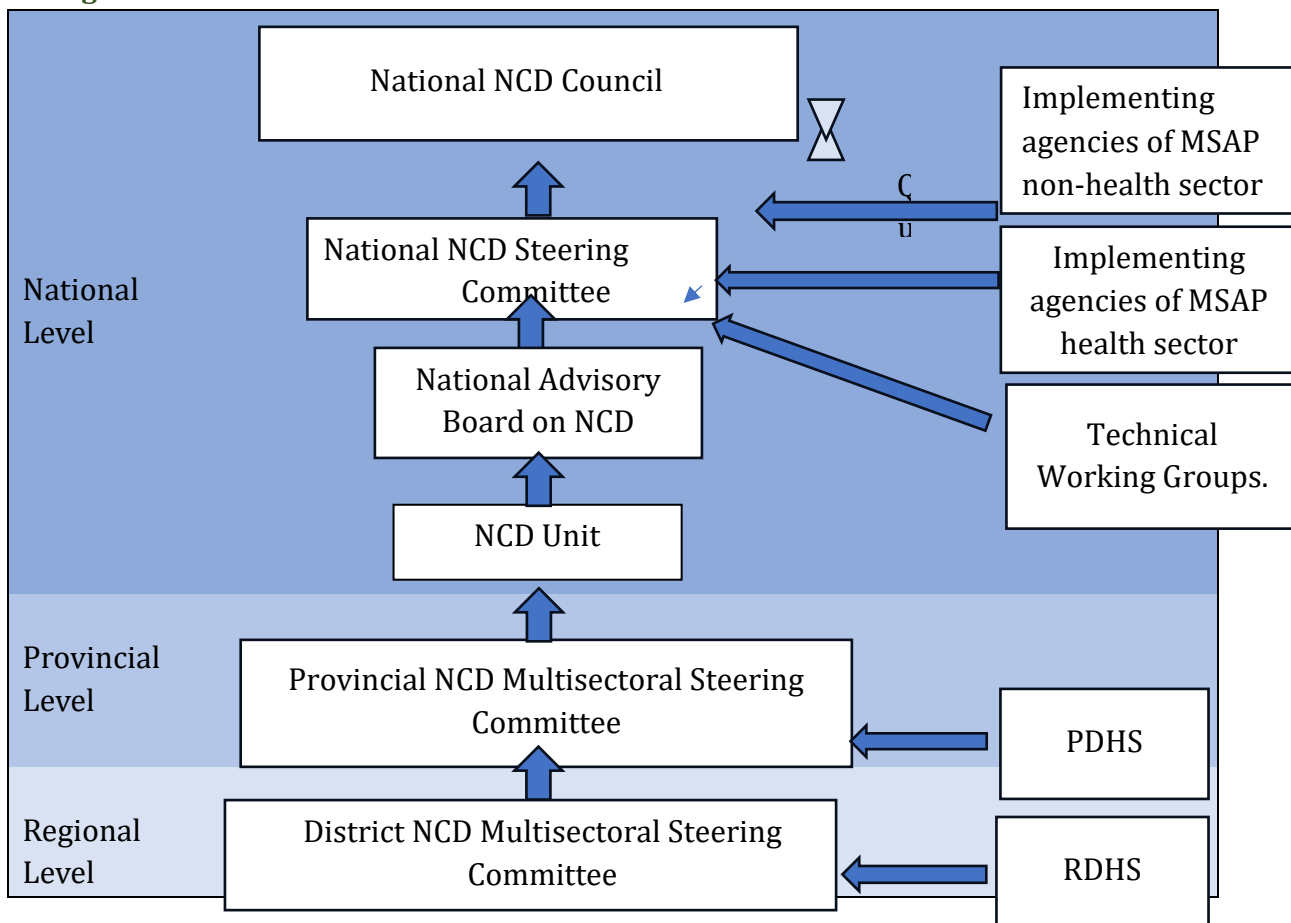 National NCD Council
Implementing
agencies of MSAP
non-health sector
Q
u
National NCD Steering
Committee
Implementing
agencies of MSAP
health sector
National
Level
National Advisory
Board on NCD
Technical
Working Groups.
NCD Unit
Provincial
Level
Provincial NCD Multisectoral Steering
Committee
PDHS
Regional
Level
District NCD Multisectoral Steering
Committee
RDHS